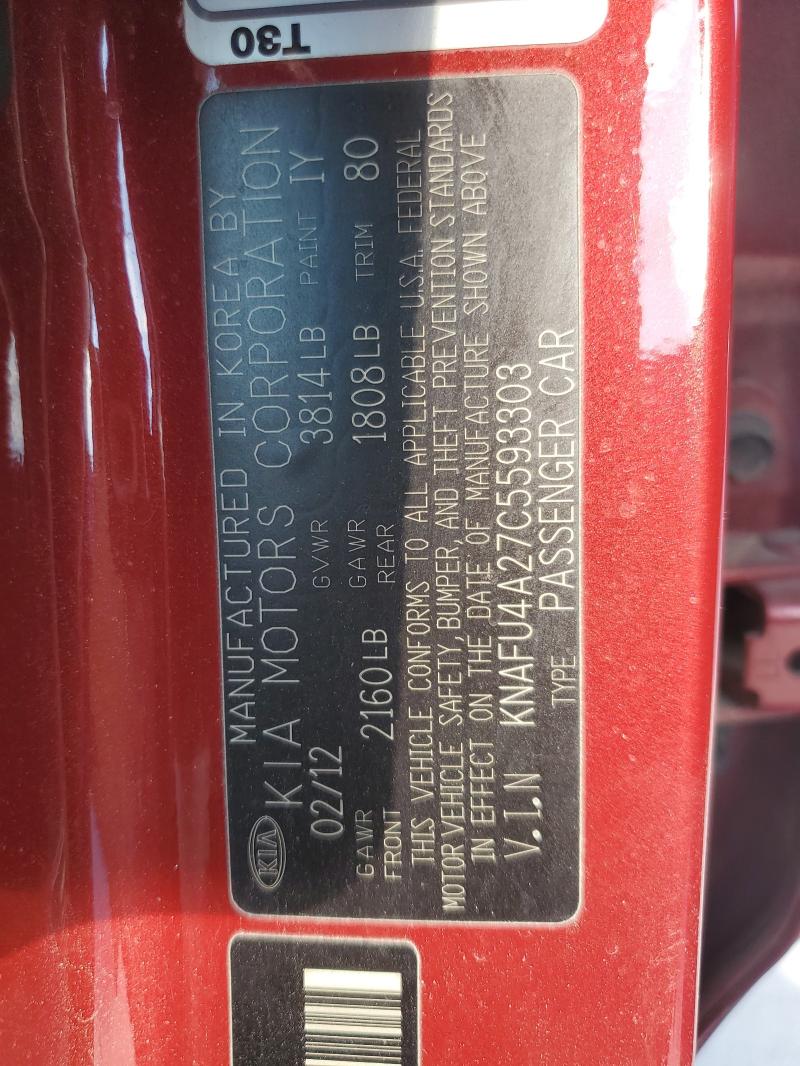 T30
MANUFACTURED IN KOREA BY
KIA KIA MOTORS CORPORATION
02/12 GVWR 3814LB PAINT IY
GAWR FRONT 2160LB GAWR REAR 1808LB TRIM 80
THIS VEHICLE CONFORMS TO ALL APPLICABLE U.S.A. FEDERAL
MOTOR VEHICLE SAFETY, BUMPER, AND THEFT PREVENTION STANDARDS
IN EFFECT ON THE DATE OF MANUFACTURE SHOWN ABOVE
V.I.N KNAFU4A27C5593303
TYPE PASSENGER CAR